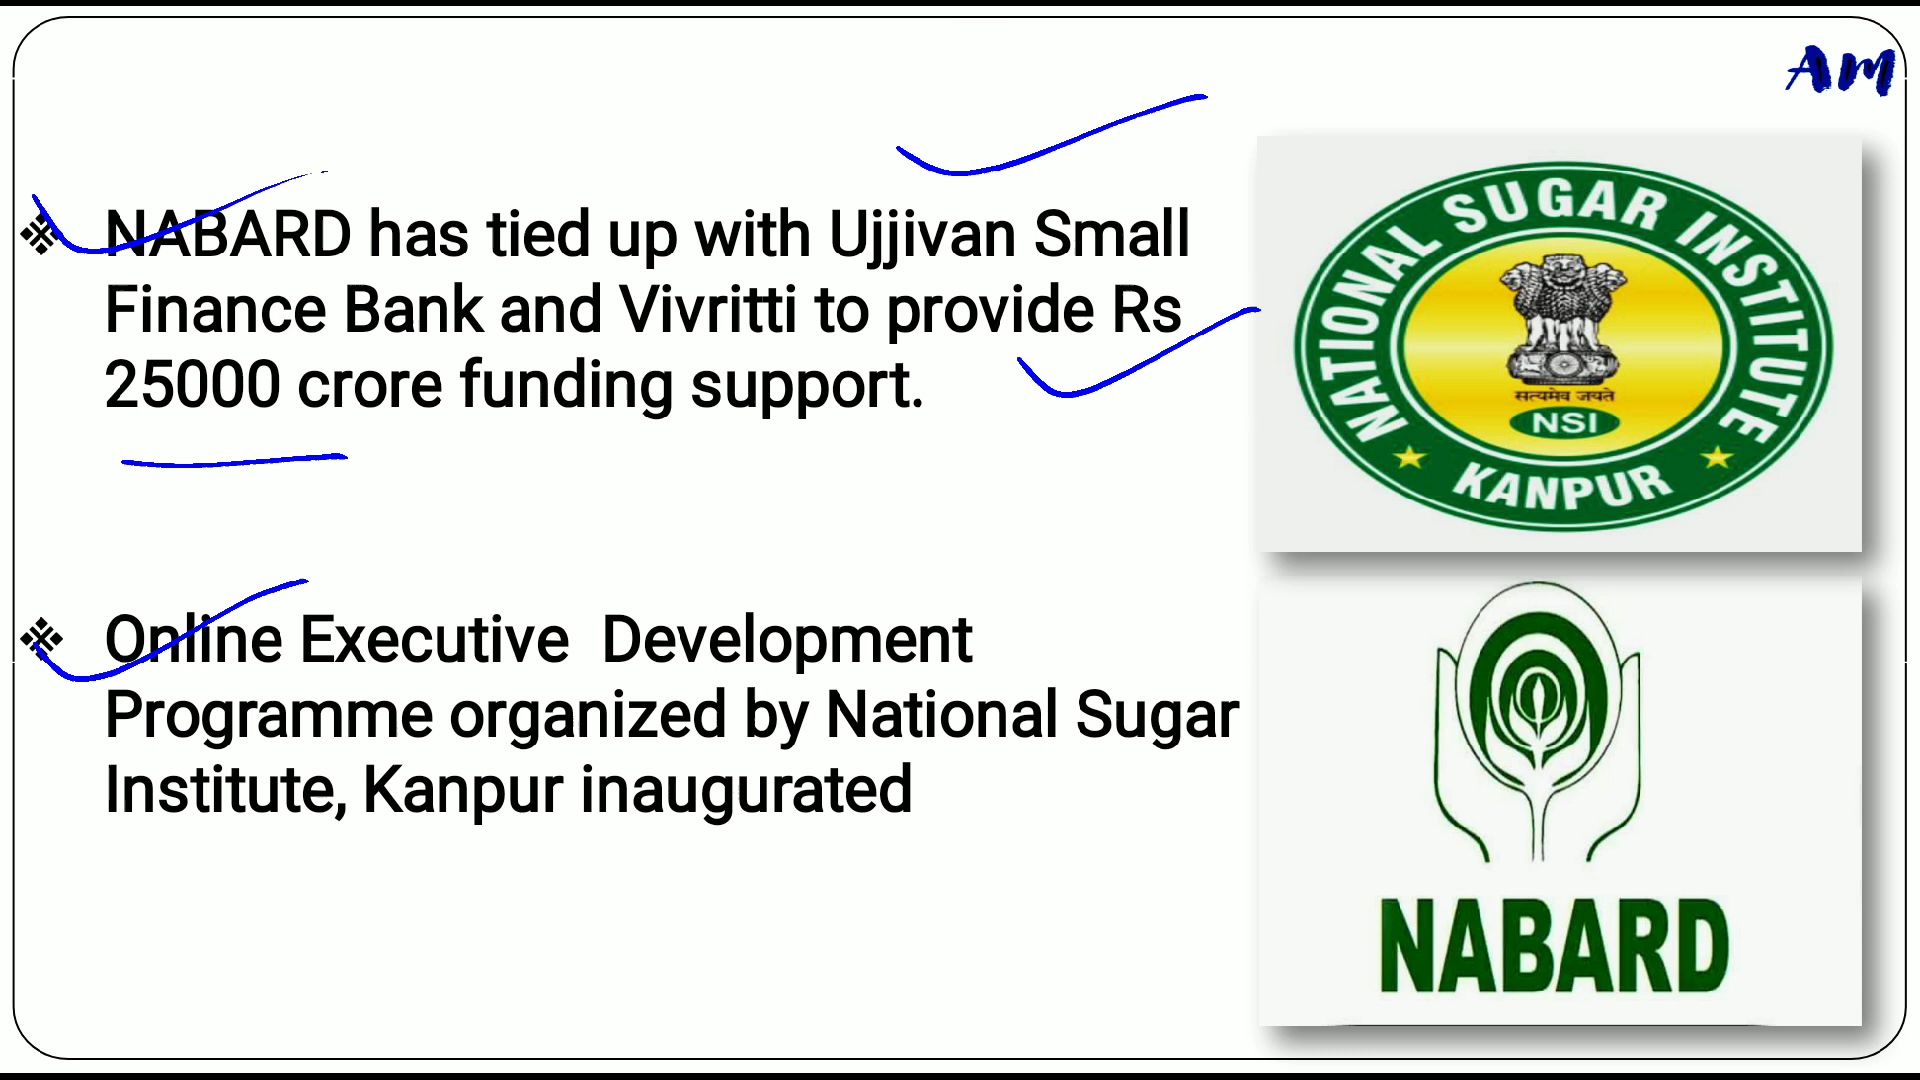 AM
❖ NABARD has tied up with Ujjivan Small
Finance Bank and Vivritti to provide Rs
25000 crore funding support.
❖ Online Executive  Development
Programme organized by National Sugar
Institute, Kanpur inaugurated
NATIONAL SUGAR INSTITUTE
सत्यमेव जयते
NSI
KANPUR
NABARD